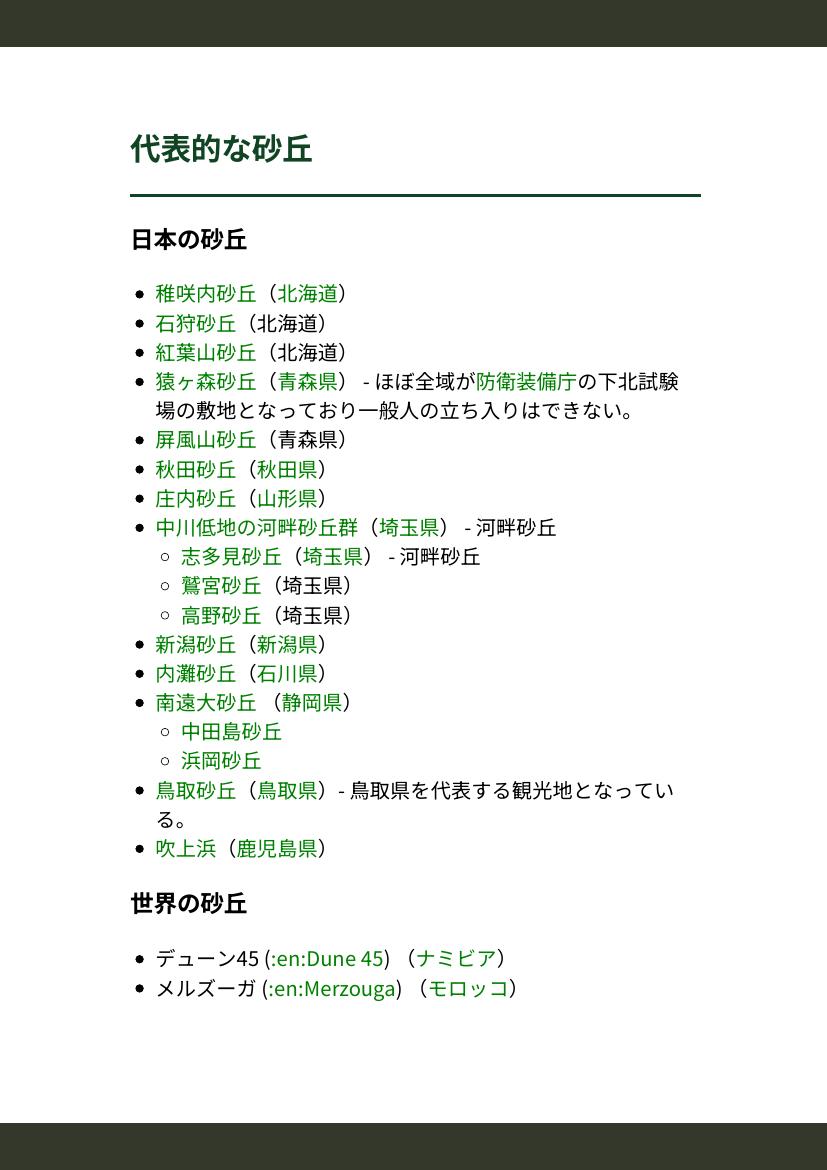 代表的な砂丘
日本の砂丘
稚咲内砂丘（北海道）
石狩砂丘（北海道）
紅葉山砂丘（北海道）
猿ヶ森砂丘（青森県） - ほぼ全域が防衛装備庁の下北試験
場の敷地となっており一般人の立ち入りはできない。
屏風山砂丘（青森県）
秋田砂丘（秋田県）
庄内砂丘（山形県）
中川低地の河畔砂丘群（埼玉県） - 河畔砂丘
志多見砂丘（埼玉県） - 河畔砂丘
鷲宮砂丘（埼玉県）
高野砂丘（埼玉県）
新潟砂丘（新潟県）
内灘砂丘（石川県）
南遠大砂丘 （静岡県）
中田島砂丘
浜岡砂丘
鳥取砂丘（鳥取県）- 鳥取県を代表する観光地となってい
る。
吹上浜（鹿児島県）
世界の砂丘
デューン45 (:en:Dune 45) （ナミビア）
メルズーガ (:en:Merzouga) （モロッコ）